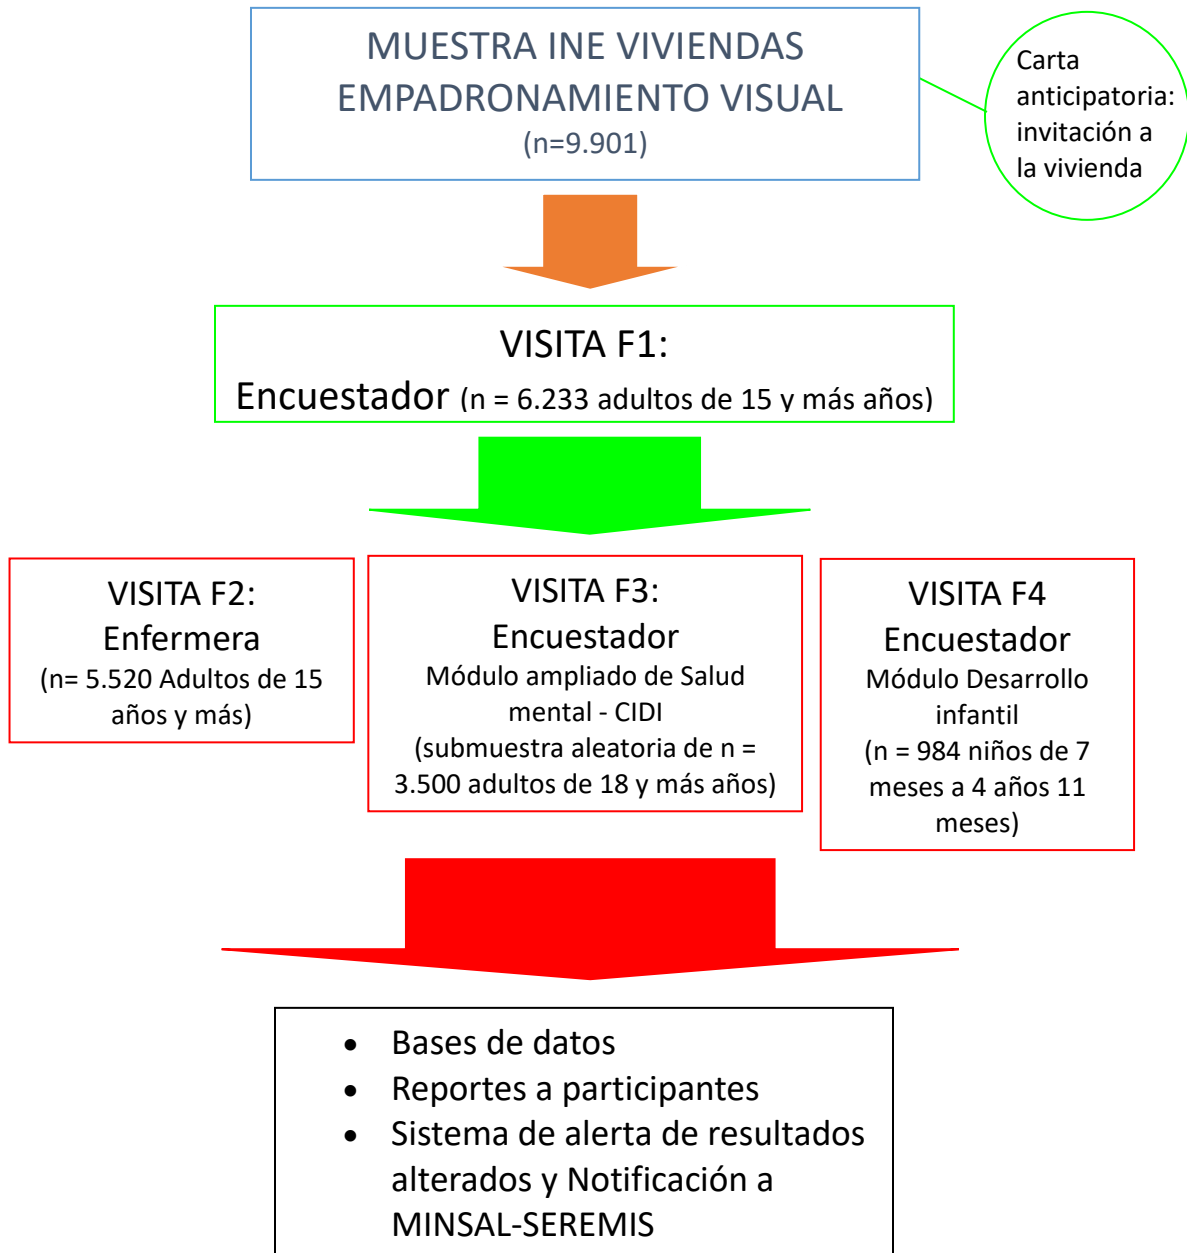 MUESTRA INE VIVIENDAS
EMPADRONAMIENTO VISUAL
(n=9.901)
Carta
anticipatoria:
invitación a
la vivienda
VISITA F1:
Encuestador (n = 6.233 adultos de 15 y más años)
VISITA F2:
Enfermera
(n= 5.520 Adultos de 15
años y más)
VISITA F3:
Encuestador
Módulo ampliado de Salud
mental - CIDI
(submuestra aleatoria de n =
3.500 adultos de 18 y más años)
VISITA F4
Encuestador
Módulo Desarrollo
infantil
(n = 984 niños de 7
meses a 4 años 11
meses)
• Bases de datos
• Reportes a participantes
• Sistema de alerta de resultados
alterados y Notificación a
MINSAL-SEREMIS